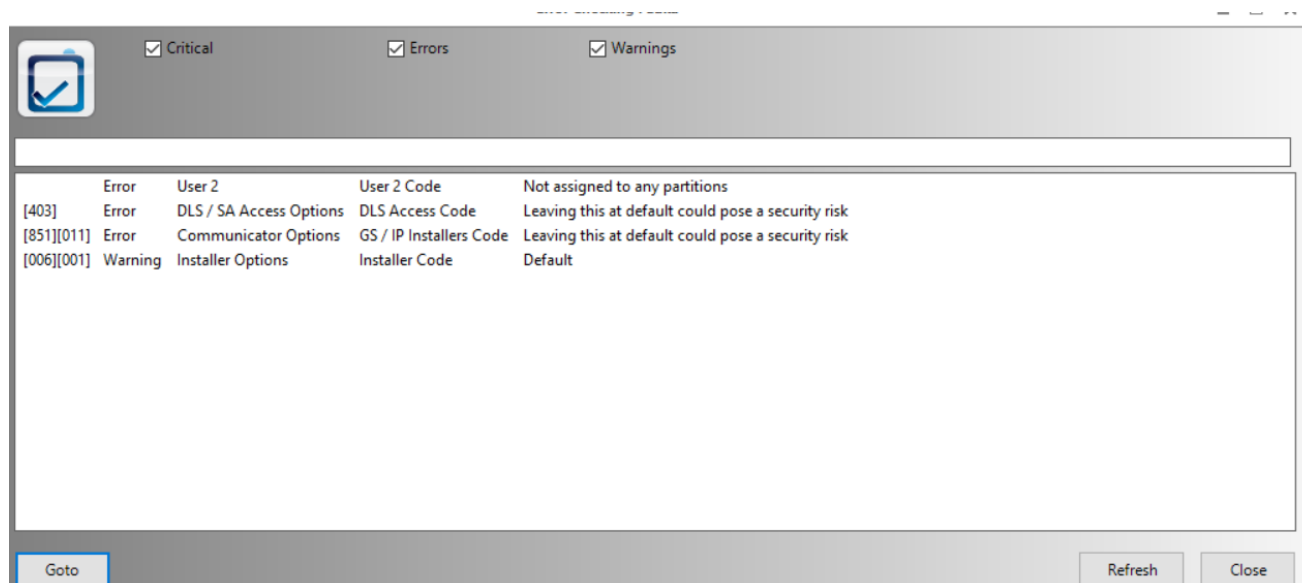 Critical Errors Warnings
Error User 2 User 2 Code Not assigned to any partitions
[403] Error DLS / SA Access Options DLS Access Code Leaving this at default could pose a security risk
[851][011] Error Communicator Options GS / IP Installers Code Leaving this at default could pose a security risk
[006][001] Warning Installer Options Installer Code Default
Goto Refresh Close